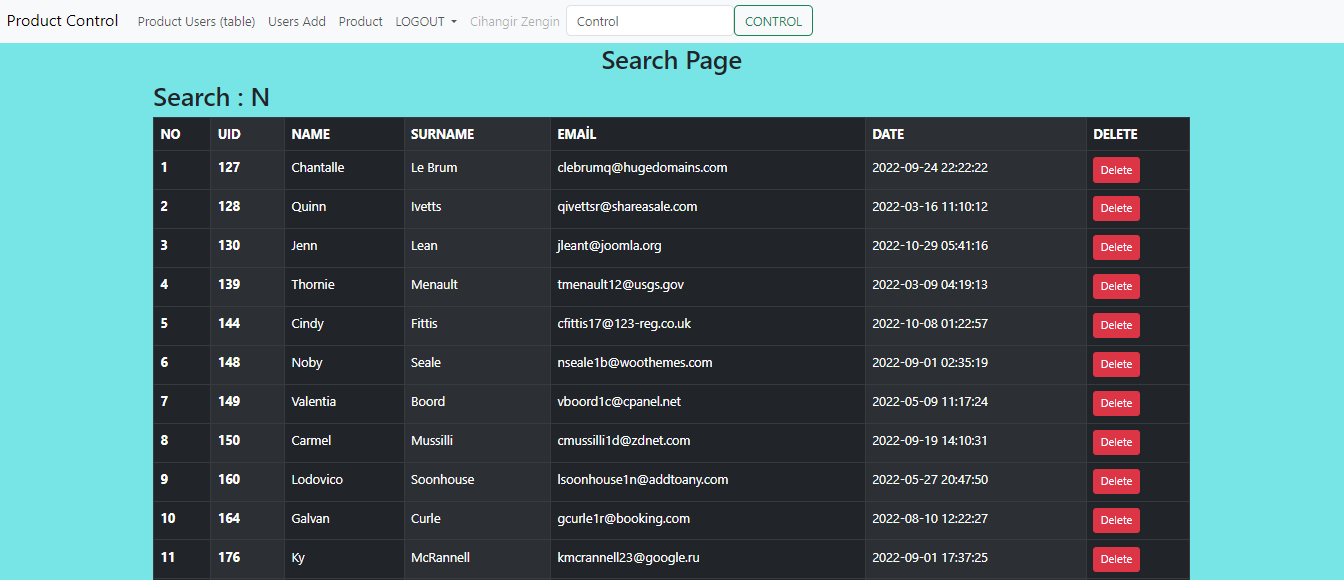 Product Control Product Users (table) Users Add Product LOGOUT Cihangir Zengin Control CONTROL
Search Page
Search : N
NO UID NAME SURNAME EMAİL DATE DELETE
1 127 Chantalle Le Brum clebrumq@hugedomains.com 2022-09-24 22:22:22 Delete
2 128 Quinn Ivetts qivettsr@shareasale.com 2022-03-16 11:10:12 Delete
3 130 Jenn Lean jleant@joomla.org 2022-10-29 05:41:16 Delete
4 139 Thornie Menault tmenault12@usgs.gov 2022-03-09 04:19:13 Delete
5 144 Cindy Fittis cfittis17@123-reg.co.uk 2022-10-08 01:22:57 Delete
6 148 Noby Seale nseale1b@woothemes.com 2022-09-01 02:35:19 Delete
7 149 Valentia Boord vboord1c@cpanel.net 2022-05-09 11:17:24 Delete
8 150 Carmel Mussilli cmussilli1d@zdnet.com 2022-09-19 14:10:31 Delete
9 160 Lodovico Soonhouse lsoonhouse1n@addtoany.com 2022-05-27 20:47:50 Delete
10 164 Galvan Curle gcurle1r@booking.com 2022-08-10 12:22:27 Delete
11 176 Ky McRannell kmcrannell23@google.ru 2022-09-01 17:37:25 Delete